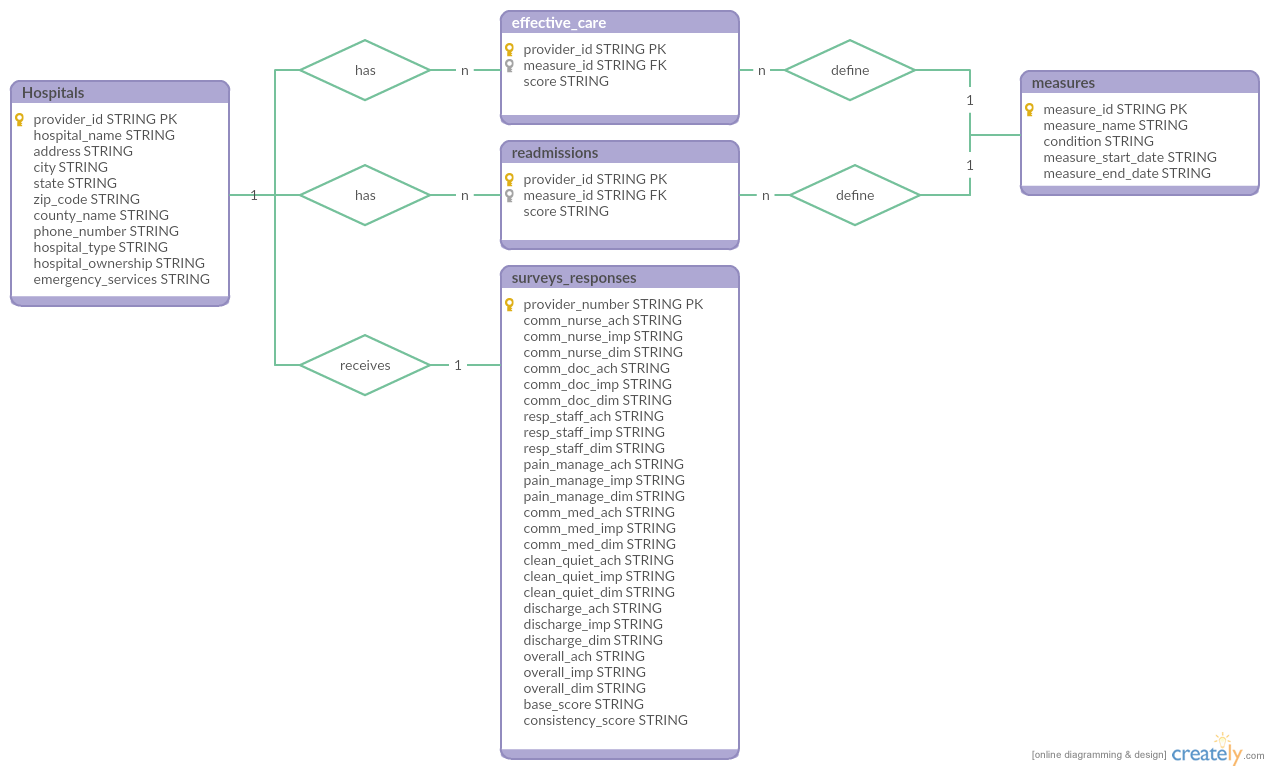 Hospitals
provider_id STRING PK
hospital_name STRING
address STRING
city STRING
state STRING
zip_code STRING
county_name STRING
phone_number STRING
hospital_type STRING
hospital_ownership STRING
emergency_services STRING
1
has
n
has
n
receives
1
effective_care
provider_id STRING PK
measure_id STRING FK
score STRING
readmissions
provider_id STRING PK
measure_id STRING FK
score STRING
surveys_responses
provider_number STRING PK
comm_nurse_ach STRING
comm_nurse_imp STRING
comm_nurse_dim STRING
comm_doc_ach STRING
comm_doc_imp STRING
comm_doc_dim STRING
resp_staff_ach STRING
resp_staff_imp STRING
resp_staff_dim STRING
pain_manage_ach STRING
pain_manage_imp STRING
pain_manage_dim STRING
comm_med_ach STRING
comm_med_imp STRING
comm_med_dim STRING
clean_quiet_ach STRING
clean_quiet_imp STRING
clean_quiet_dim STRING
discharge_ach STRING
discharge_imp STRING
discharge_dim STRING
overall_ach STRING
overall_imp STRING
overall_dim STRING
base_score STRING
consistency_score STRING
n
define
1
n
define
1
measures
measure_id STRING PK
measure_name STRING
condition STRING
measure_start_date STRING
measure_end_date STRING
[online diagramming & design] creately.com